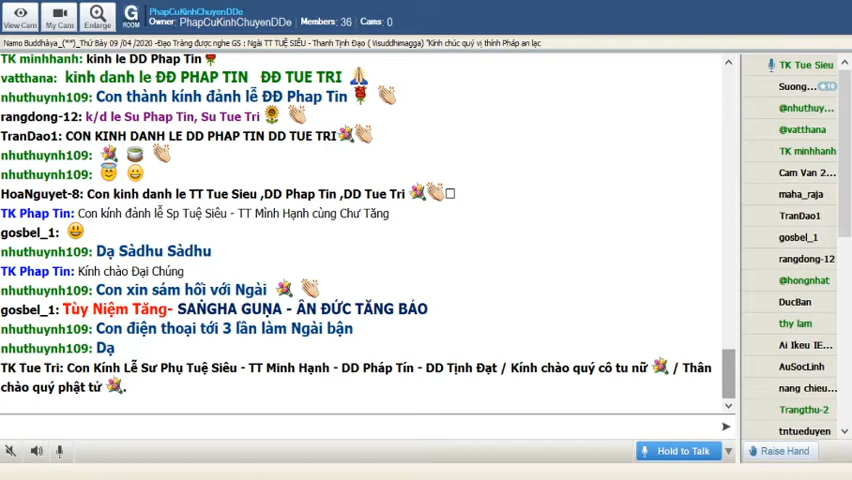 PhapCuKinhChuyenDDe
Owner: PhapCuKinhChuyenDDe Members: 36 Cams: 0
View Cam My Cam Enlarge G ROOM
Namo Buddhàya_(**)_Thứ Bảy 09 /04 /2020 -Đạo Tràng được nghe GS : Ngài TT TUỆ SIÊU - Thanh Tịnh Đạo ( Visuddhimagga) "Kính chúc quý vị thính Pháp an lạc
TK minhhanh: kinh le DD Phap Tin
vatthana: kinh danh le ĐĐ PHAP TIN ĐĐ TUE TRI
nhuthuynh109: Con thành kính đảnh lễ ĐĐ Phap Tin
rangdong-12: k/d le Su Phap Tin, Su Tue Tri
TranDao1: CON KINH DANH LE DD PHAP TIN DD TUE TRI
nhuthuynh109:
nhuthuynh109:
HoaNguyet-8: Con kinh danh le TT Tue Sieu ,DD Phap Tin ,DD Tue Tri
TK Phap Tin: Con kính đảnh lễ Sp Tuệ Siêu - TT Minh Hạnh cùng Chư Tăng
gosbel_1:
nhuthuynh109: Dạ Sàdhu Sàdhu
TK Phap Tin: Kính chào Đại Chúng
nhuthuynh109: Con xin sám hối với Ngài
gosbel_1: Tùy Niệm Tăng- SAṄGHA GUṆA - ÂN ĐỨC TĂNG BẢO
nhuthuynh109: Con điện thoại tới 3 lần làm Ngài bận
nhuthuynh109: Dạ
TK Tue Tri: Con Kính Lễ Sư Phụ Tuệ Siêu - TT Minh Hạnh - DD Pháp Tín - DD Tịnh Đạt / Kính chào quý cô tu nữ / Thân
chào quý phật tử .
Hold to Talk
TK Tue Sieu
Suong... 10
@nhuthuy...
@vatthana
TK minhhanh
Cam Van 2...
maha_raja
TranDao1
gosbel_1
rangdong-12
@hongnhat
DucBan
thy lam
Ai Ikeu IE...
AuSocLinh
nang chieu...
Trangthu-2
tntueduyen
Raise Hand